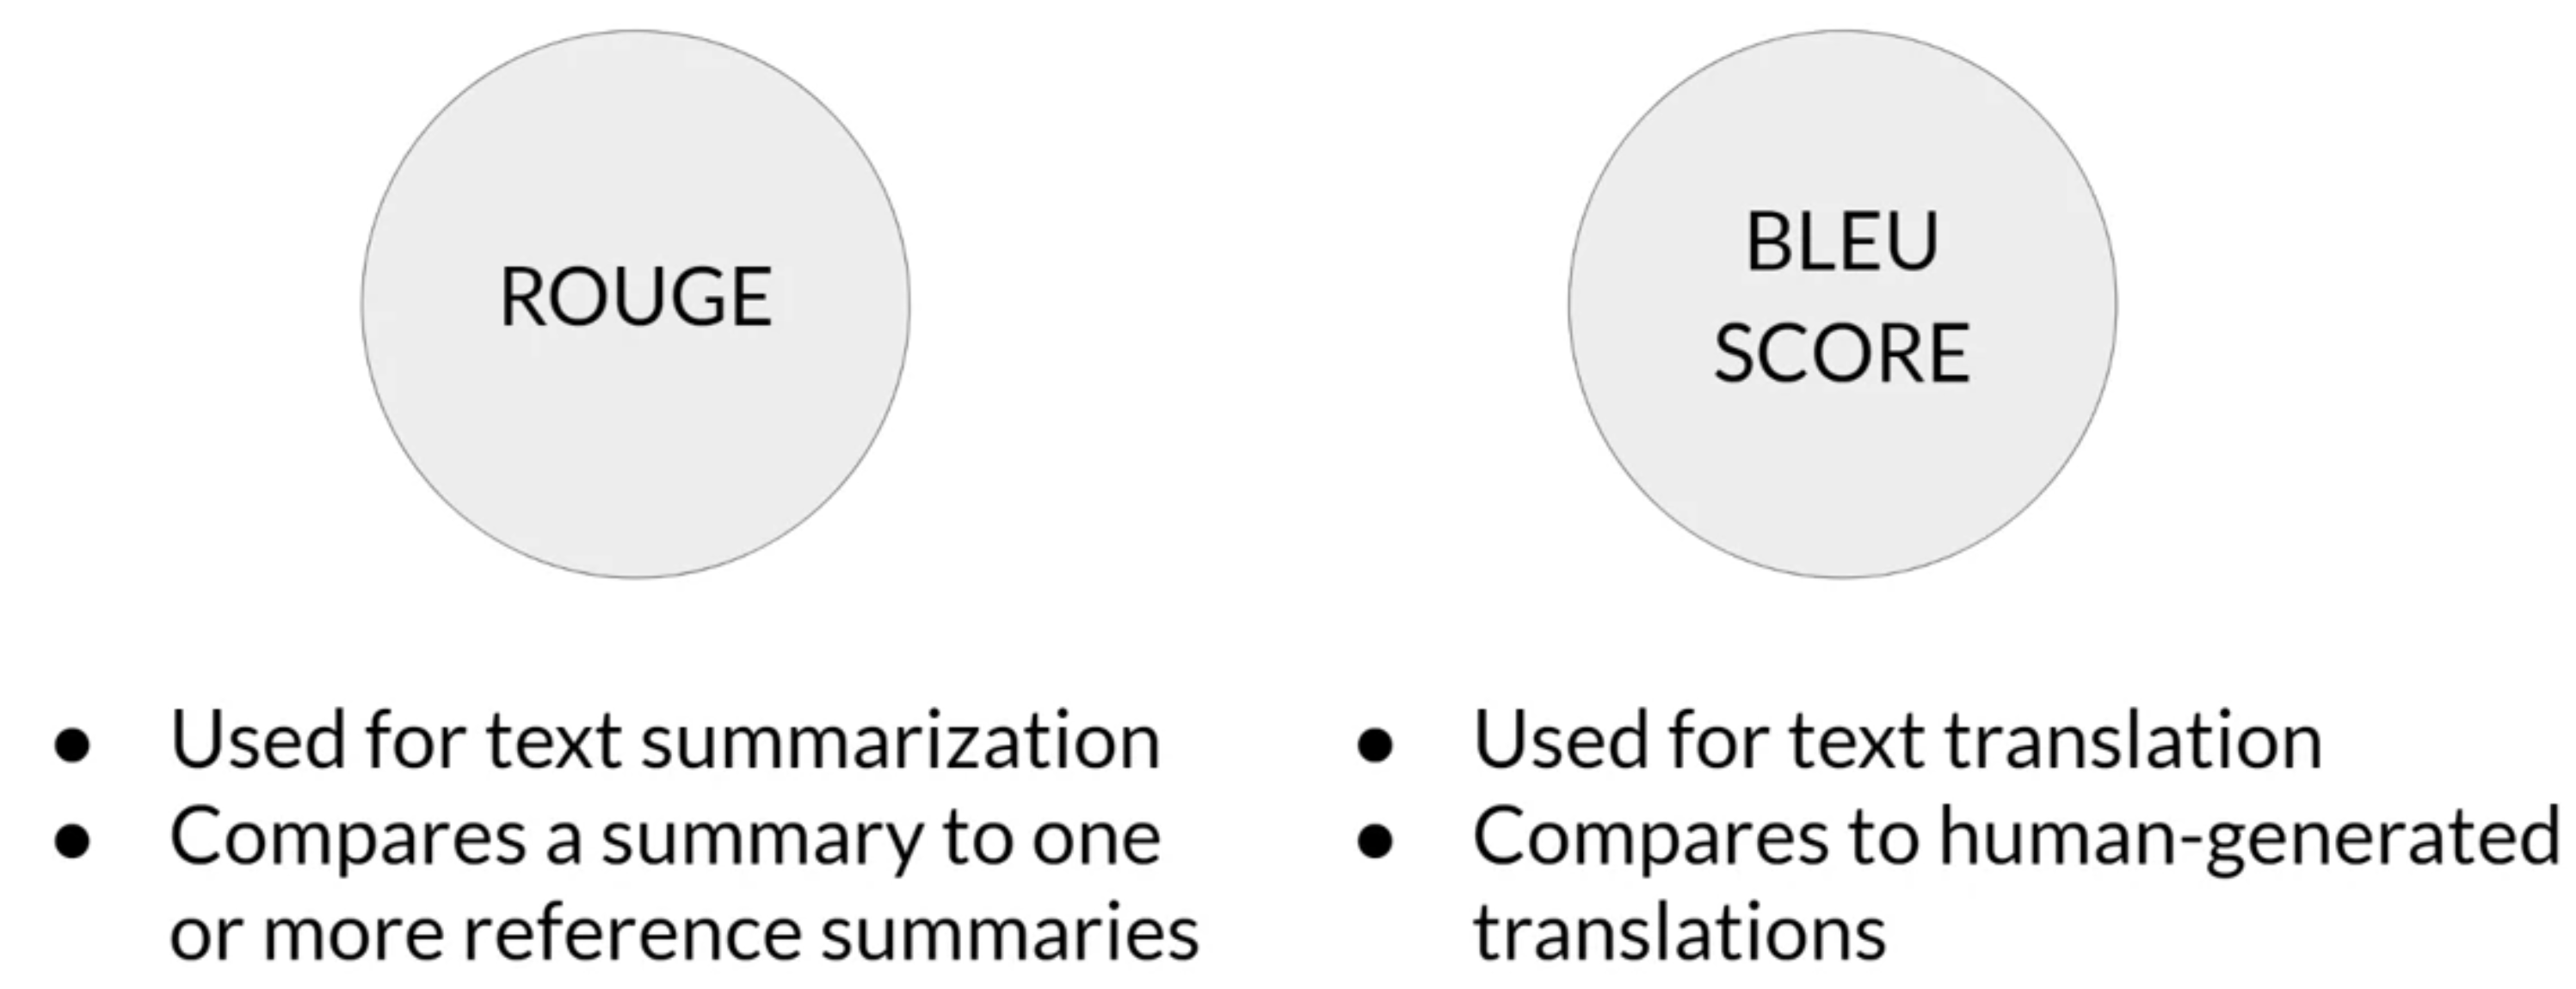 ROUGE
BLEU
SCORE
● Used for text summarization
● Compares a summary to one
or more reference summaries
● Used for text translation
● Compares to human-generated
translations